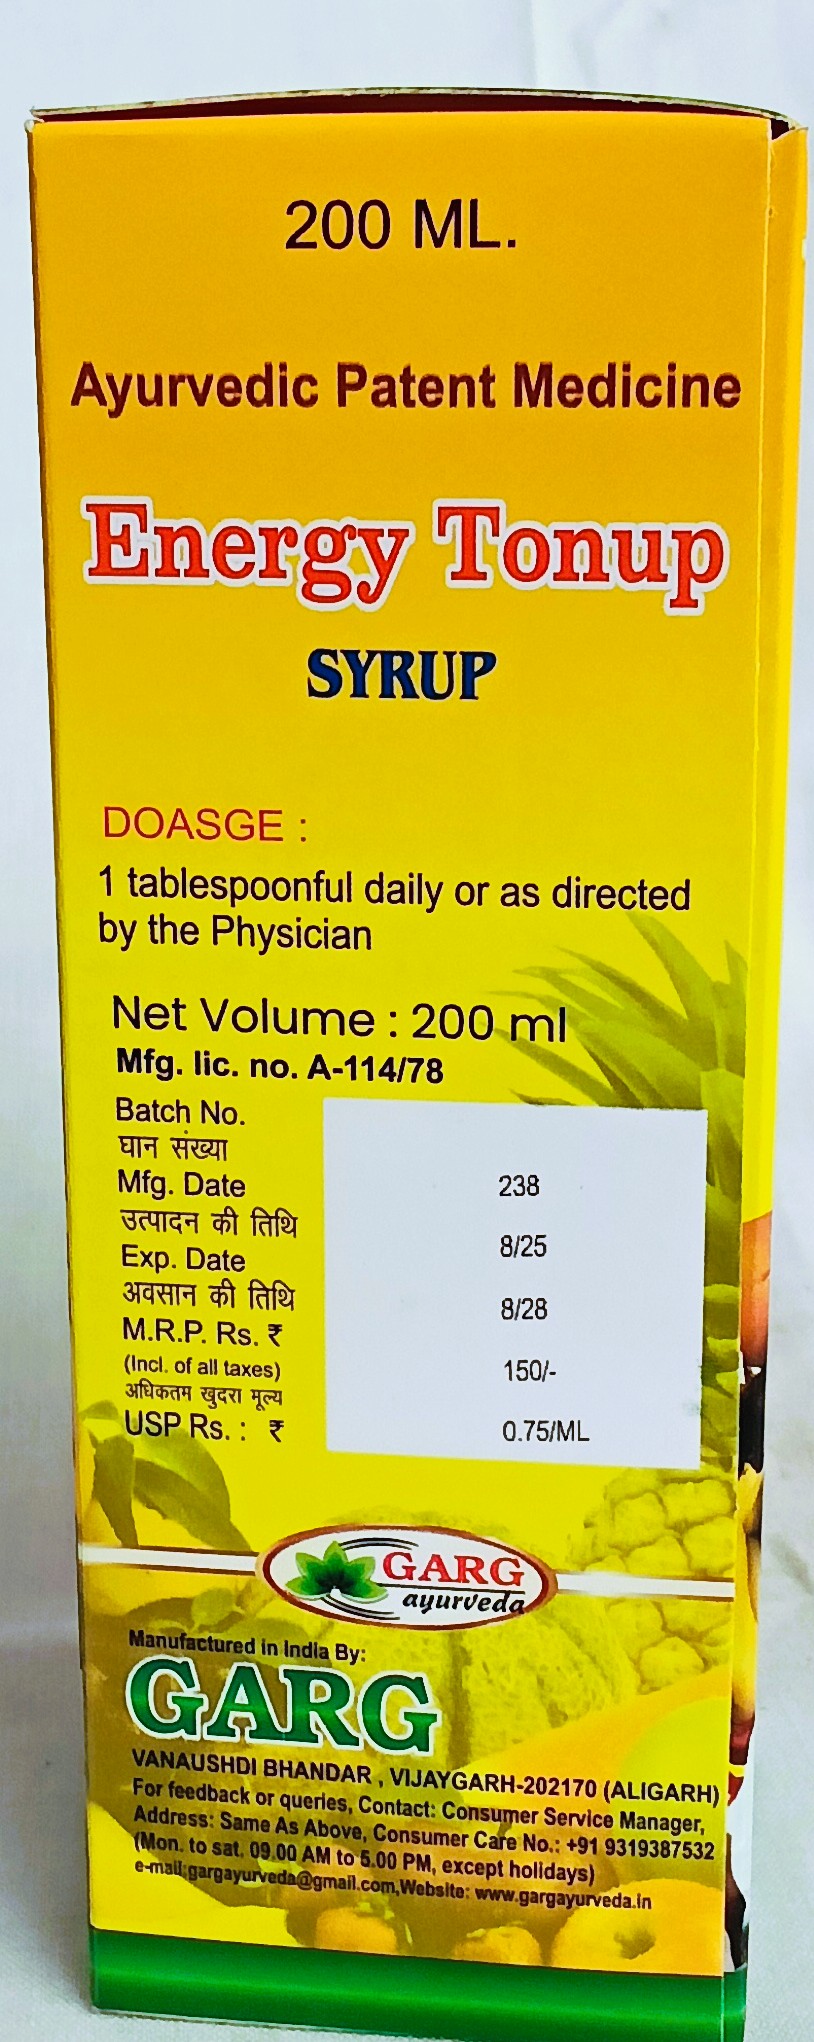 200 ML.
Ayurvedic Patent Medicine
Energy Tonup
SYRUP
DOASGE :
1 tablespoonful daily or as directed
by the Physician
Net Volume : 200 ml
Mfg. lic. no. A-114/78
Batch No.
घान संख्या
Mfg. Date 238
उत्पादन की तिथि 8/25
Exp. Date
अवसान की तिथि 8/28
M.R.P. Rs. ₹
(Incl. of all taxes) 150/-
अधिकतम खुदरा मूल्य
USP Rs. : ₹ 0.75/ML
GARG
ayurveda
Manufactured in India By:
GARG
VANAUSHDI BHANDAR , VIJAYGARH-202170 (ALIGARH)
For feedback or queries, Contact: Consumer Service Manager,
Address: Same As Above, Consumer Care No.: +91 9319387532
(Mon. to sat. 09.00 AM to 5.00 PM, except holidays)
e-mail:gargayurveda@gmail.com,Website: www.gargayurveda.in